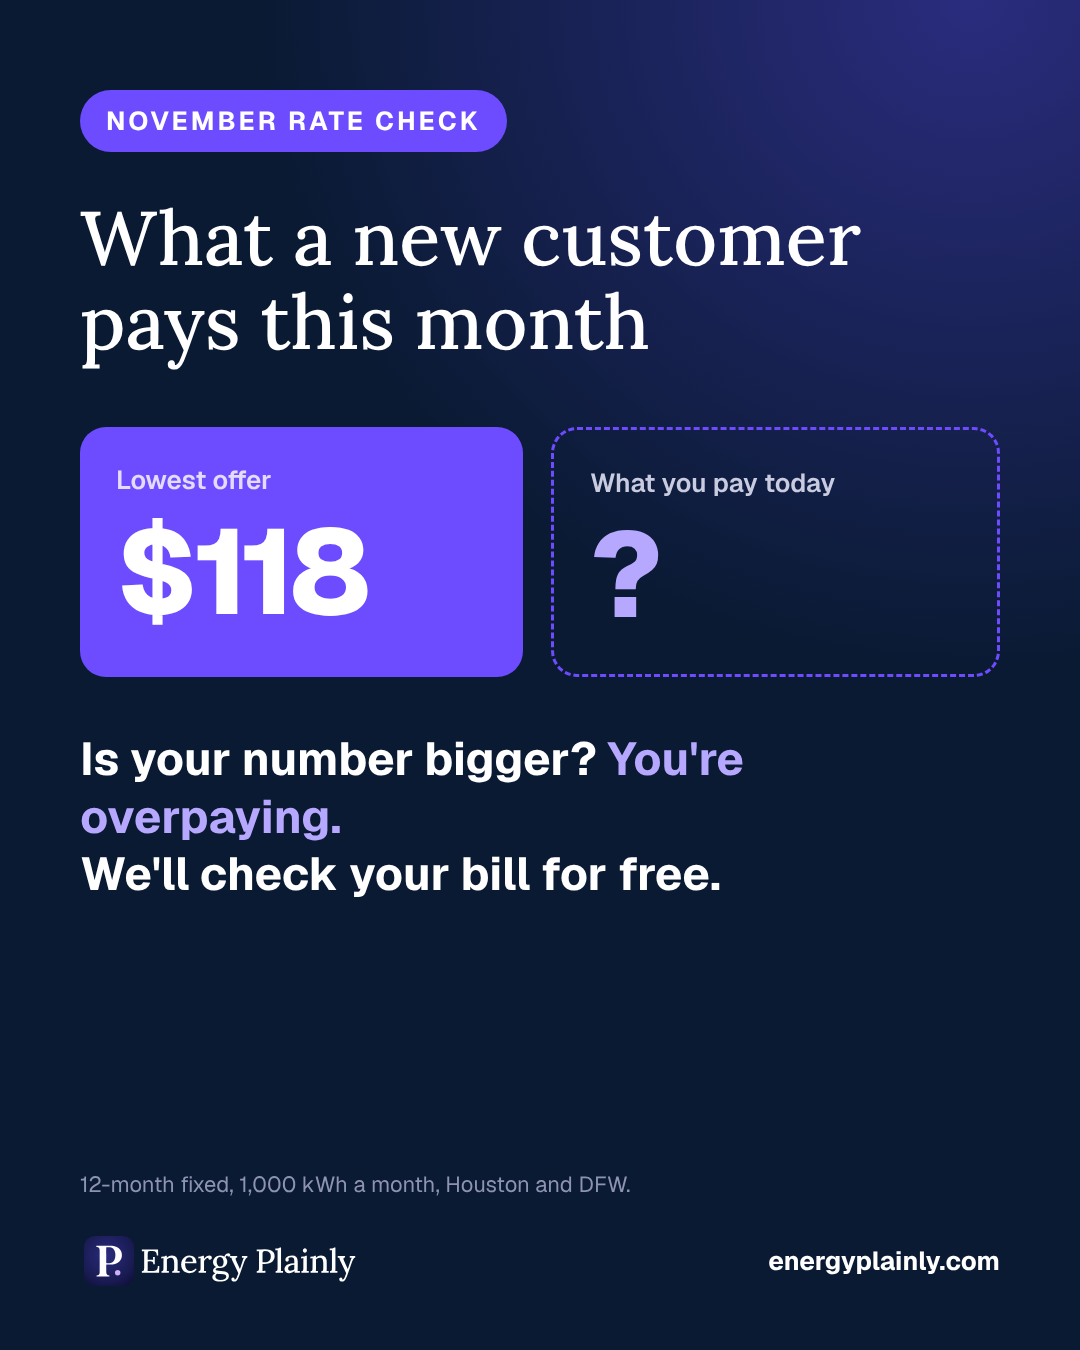 NOVEMBER RATE CHECK
What a new customer
pays this month
Lowest offer
$118
What you pay today
?
Is your number bigger? You're
overpaying.
We'll check your bill for free.
12-month fixed, 1,000 kWh a month, Houston and DFW.
P. Energy Plainly
energyplainly.com